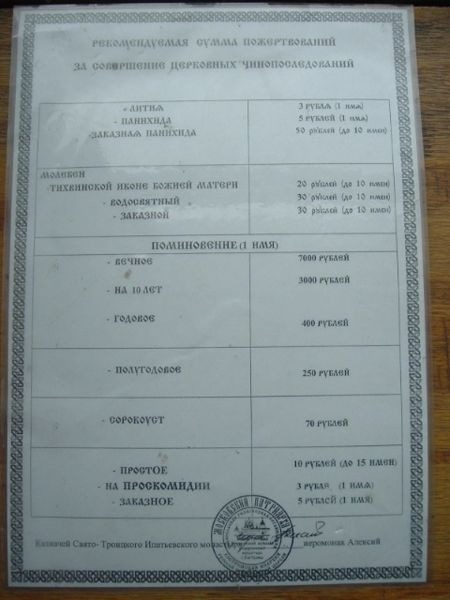 РЕКОМЕНДУЕМАЯ СУММА ПОЖЕРТВОВАНИЙ
ЗА СОВЕРШЕНИЕ ЦЕРКОВНЫХ ЧИНОПОСЛЕДОВАНИЙ
- ЛИТИЯ 3 РУБЛЯ (1 ИМЯ)
- ПАНИХИДА 5 РУБЛЕЙ (1 ИМЯ)
-ЗАКАЗНАЯ ПАНИХИДА 50 РУБЛЕЙ (ДО 10 ИМЕН)
МОЛЕБЕН
-ТИХВИНСКОЙ ИКОНЕ БОЖИЕЙ МАТЕРИ 20 РУБЛЕЙ (ДО 10 ИМЕН)
- ВОДОСВЯТНЫЙ 30 РУБЛЕЙ (ДО 10 ИМЕН)
- ЗАКАЗНОЙ 30 РУБЛЕЙ (ДО 10 ИМЕН)
ПОМИНОВЕНИЕ (1 ИМЯ)
- ВЕЧНОЕ 7000 РУБЛЕЙ
- НА 10 ЛЕТ 3000 РУБЛЕЙ
- ГОДОВОЕ 400 РУБЛЕЙ
- ПОЛУГОДОВОЕ 250 РУБЛЕЙ
- СОРОКОУСТ 70 РУБЛЕЙ
- ПРОСТОЕ 10 РУБЛЕЙ (ДО 15 ИМЕН)
- НА ПРОСКОМИДИИ 3 РУБЛЯ (1 ИМЯ)
- ЗАКАЗНОЕ 5 РУБЛЕЙ (1 ИМЯ)
МОСКОВСКИЙ ПАТРИАРХАТ
Казначей Свято- Троицкого Ипатьевского монастыря иеромонах Алексий